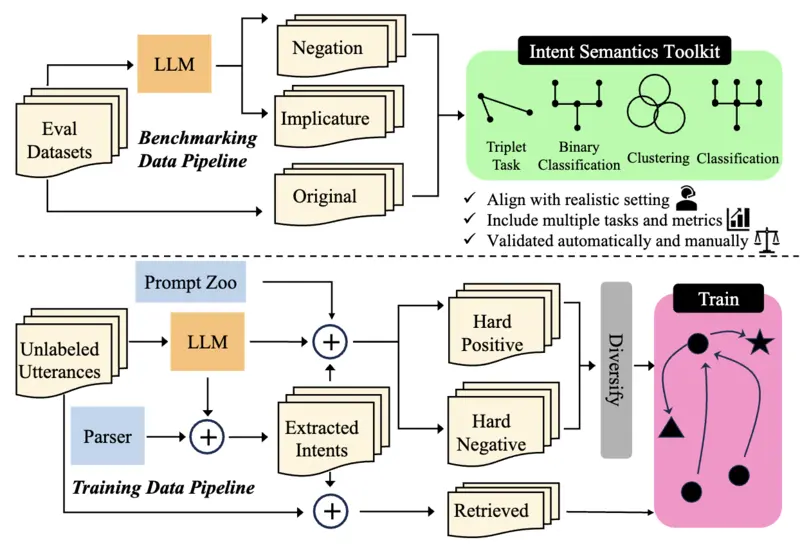 LLM
Negation
Implicature
Original
Eval
Datasets
Benchmarking
Data Pipeline
Intent Semantics Toolkit
Triplet
Task
Binary
Classification
Clustering
Classification
✓ Align with realistic setting
✓ Include multiple tasks and metrics
✓ Validated automatically and manually
Prompt Zoo
Unlabeled
Utterances
LLM
Parser
Extracted
Intents
Training Data Pipeline
Hard
Positive
Hard
Negative
Retrieved
Diversify
Train